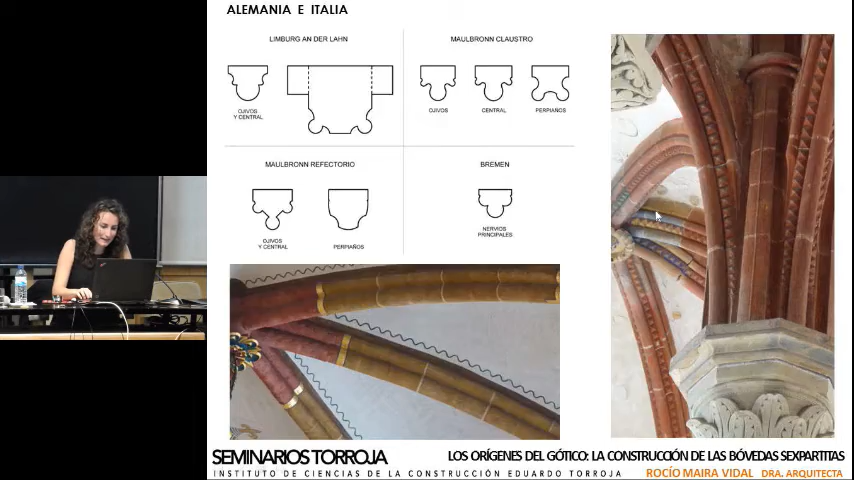 ALEMANIA E ITALIA
LIMBURG AN DER LAHN
MAULBRONN CLAUSTRO
OJIVOS
Y CENTRAL
OJIVOS
CENTRAL
PERPIAÑOS
MAULBRONN REFECTORIO
BREMEN
OJIVOS
Y CENTRAL
PERPIAÑOS
NERVIOS
PRINCIPALES
SEMINARIOS TORROJA
LOS ORÍGENES DEL GÓTICO: LA CONSTRUCCIÓN DE LAS BÓVEDAS SEXPARTITAS
INSTITUTO DE CIENCIAS DE LA CONSTRUCCIÓN EDUARDO TORROJA
ROCÍO MAIRA VIDAL DRA. ARQUITECTA